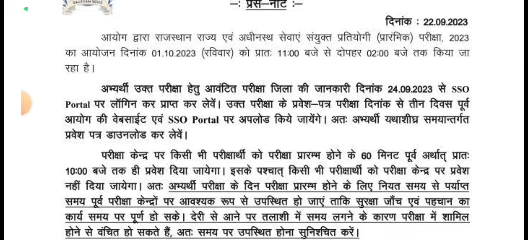 -: प्रेस-नोट :-
दिनांक : 22.09.2023
आयोग द्वारा राजस्थान राज्य एवं अधीनस्थ सेवाएं संयुक्त प्रतियोगी (प्रारंभिक) परीक्षा, 2023
का आयोजन दिनांक 01.10.2023 (रविवार) को प्रातः 11:00 बजे से दोपहर 02:00 बजे तक किया जा
रहा है।
अभ्यर्थी उक्त परीक्षा हेतु आवंटित परीक्षा जिला की जानकारी दिनांक 24.09.2023 से SSO
Portal पर लॉगिन कर प्राप्त कर लेवें। उक्त परीक्षा के प्रवेश-पत्र परीक्षा दिनांक से तीन दिवस पूर्व
आयोग की वेबसाईट एवं SSO Portal पर अपलोड किये जायेंगे। अतः अभ्यर्थी यथाशीघ्र समयान्तर्गत
प्रवेश पत्र डाउनलोड कर लेवें।
परीक्षा केन्द्र पर किसी भी परीक्षार्थी को परीक्षा प्रारम्भ होने के 60 मिनट पूर्व अर्थात् प्रातः
10:00 बजे तक ही प्रवेश दिया जायेगा। इसके पश्चात् किसी भी परीक्षार्थी को परीक्षा केन्द्र पर प्रवेश
नहीं दिया जायेगा। अतः अभ्यर्थी परीक्षा के दिन परीक्षा प्रारम्भ होने के लिए नियत समय से पर्याप्त
समय पूर्व परीक्षा केन्द्रों पर आवश्यक रूप से उपस्थित हो जाएं ताकि सुरक्षा जाँच एवं पहचान का
कार्य समय पर पूर्ण हो सके। देरी से आने पर तलाशी में समय लगने के कारण परीक्षा में शामिल
होने से वंचित हो सकते हैं, अतः समय पर उपस्थित होना सुनिश्चित करें।